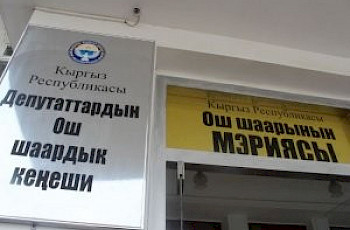 Кыргыз
Республикасы
Депутаттардын
Ош
шаардык
кеңеши
Кыргыз Республикасы
Ош шаарынын
МЭРИЯСЫ